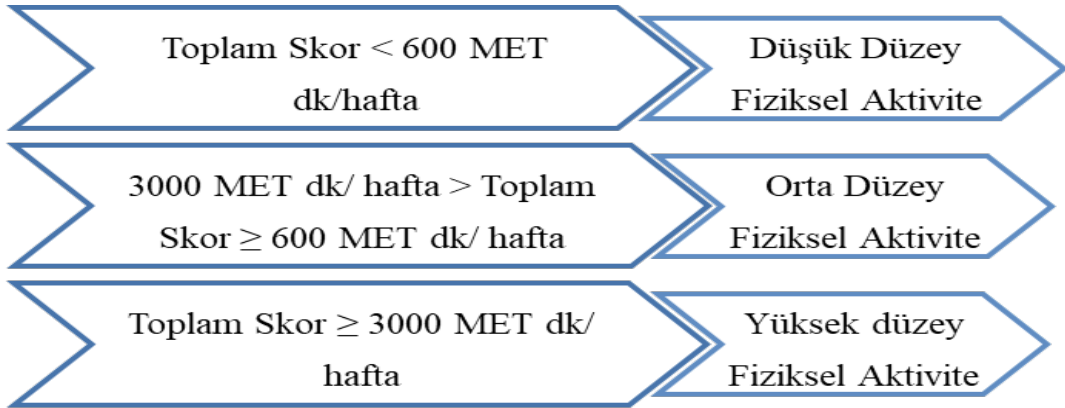 Toplam Skor < 600 MET
dk/hafta
Düşük Düzey
Fiziksel Aktivite
3000 MET dk/ hafta > Toplam
Skor ≥ 600 MET dk/ hafta
Orta Düzey
Fiziksel Aktivite
Toplam Skor ≥ 3000 MET dk/
hafta
Yüksek düzey
Fiziksel Aktivite